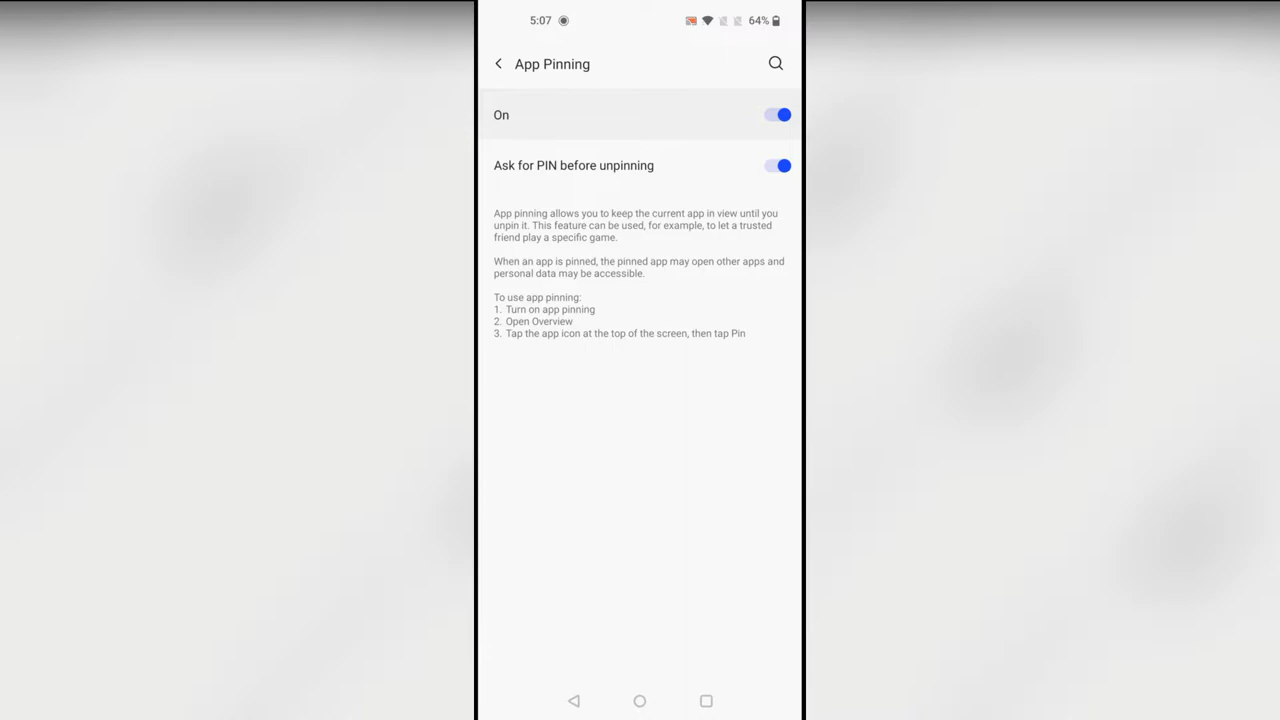 5:07 64%
App Pinning
On
Ask for PIN before unpinning
App pinning allows you to keep the current app in view until you
unpin it. This feature can be used, for example, to let a trusted
friend play a specific game.
When an app is pinned, the pinned app may open other apps and
personal data may be accessible.
To use app pinning:
1. Turn on app pinning
2. Open Overview
3. Tap the app icon at the top of the screen, then tap Pin